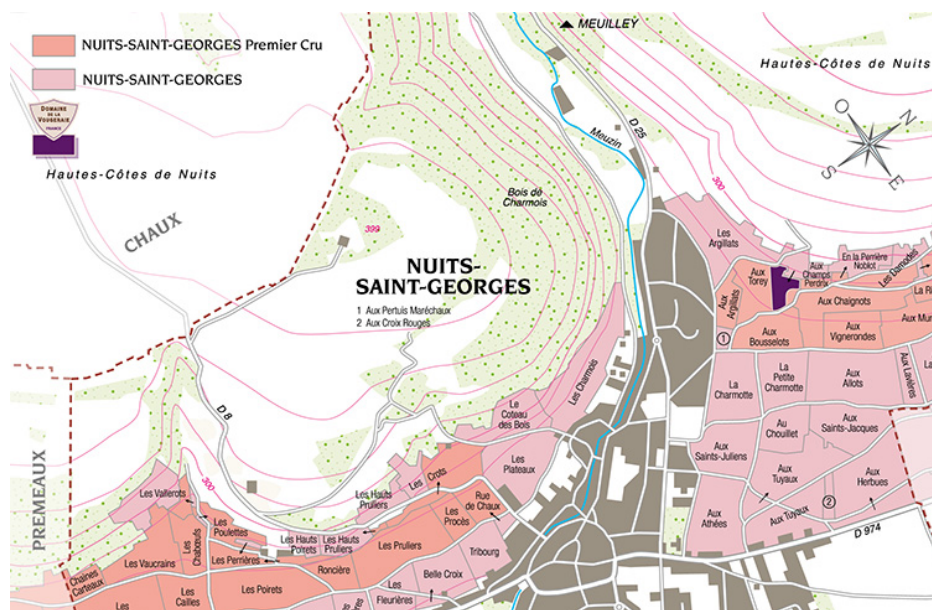 NUITS-SAINT-GEORGES Premier Cru
NUITS-SAINT-GEORGES
DOMAINE
DE LA
VOUGERAIE
FRANCE
Hautes-Côtes de Nuits
MEUILLEY
Hautes-Côtes de Nuits
O
N
S
E
D 25
Meuzin
300
CHAUX
Bois de
Charmois
399
NUITS-
SAINT-GEORGES
1 Aux Pertuis Maréchaux
2 Aux Croix Rouges
Les
Argillats
Aux
Torey
Aux
Champs
Perdrix
En la Perrière
Noblot
Les Damodes
Aux
Argillats
Aux Chaignots
La
Aux
Bousselots
Aux
Vignerondes
Aux
1
La
Charmotte
La
Petite
Charmotte
Aux
Allots
Aux Lavières
Les Charmois
Le
Coteau
des Bois
D 8
Aux
Saints-Juliens
Au
Chouillet
Aux
Saints-Jacques
Aux
Tuyaux
Aux
Herbues
2
Aux
Athées
Aux Tuyaux
D 974
PREMEAUX
300
Les Vallerots
Les Hauts
Pruliers
Les Crots
Les
Plateaux
Rue
de Chaux
Les
Procès
Les
Poulettes
Les
Chabœufs
Les Perrières
Les Hauts
Poirets
Les Hauts
Pruliers
Les Pruliers
Tribourg
Chaines
Carteaux
Les Vaucrains
Roncière
Belle Croix
Les
Les
Cailles
Les Poirets
Les
Fleurières